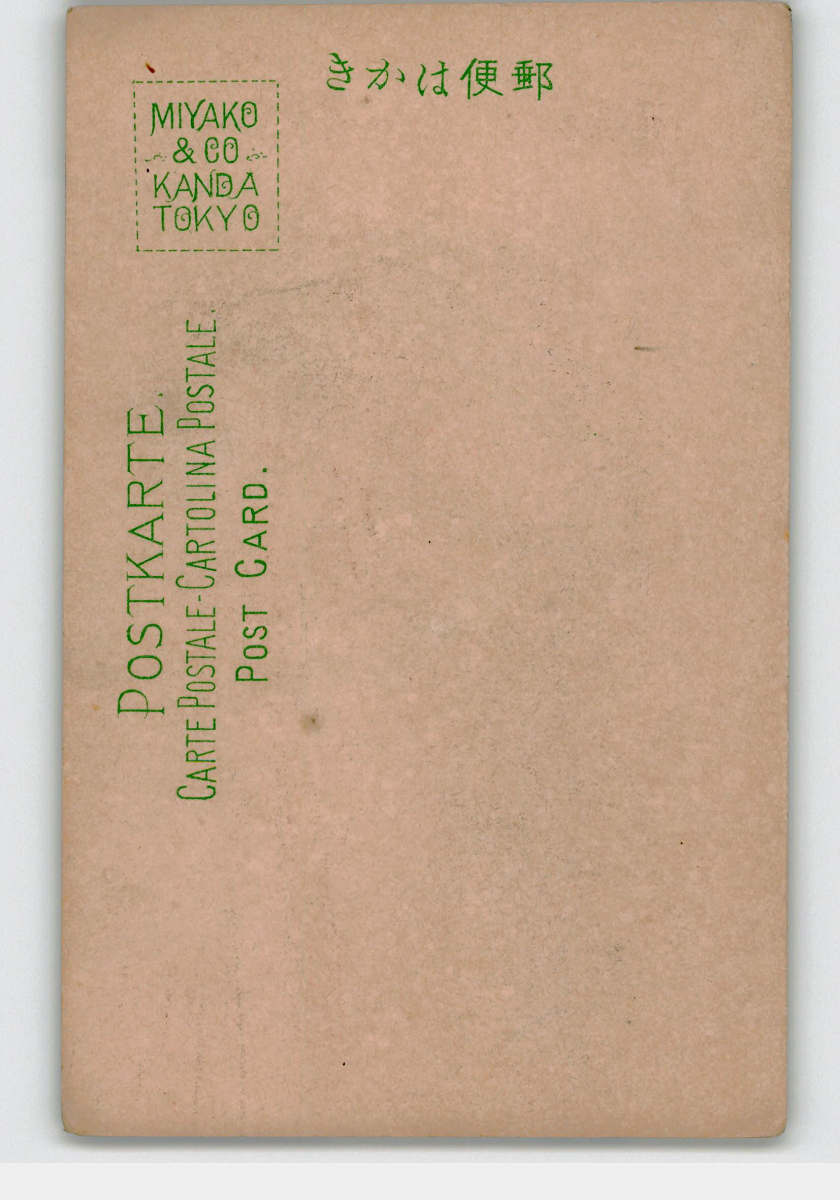 郵便はかき
MIYAKO
& CO
KANDA
TOKYO
POSTKARTE.
CARTE POSTALE-CARTOLINA POSTALE.
POST CARD.